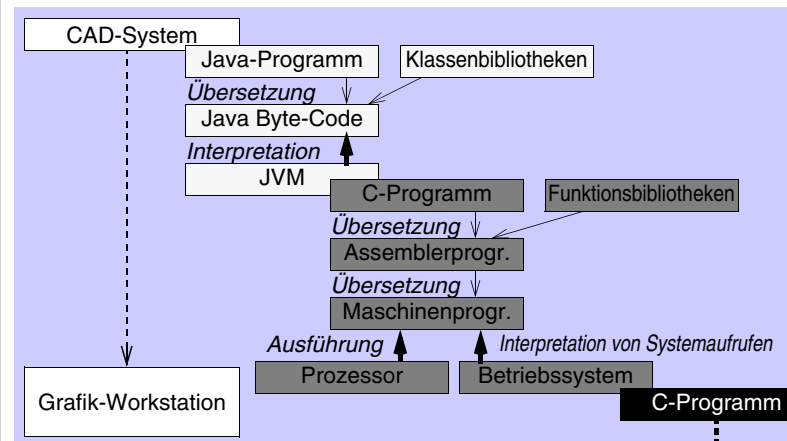 CAD-System
Java-Programm
Klassenbibliotheken
Übersetzung
Java Byte-Code
Interpretation
JVM
C-Programm
Funktionsbibliotheken
Übersetzung
Assemblerprogr.
Übersetzung
Maschinenprogr.
Ausführung
Interpretation von Systemaufrufen
Prozessor
Betriebssystem
Grafik-Workstation
C-Programm